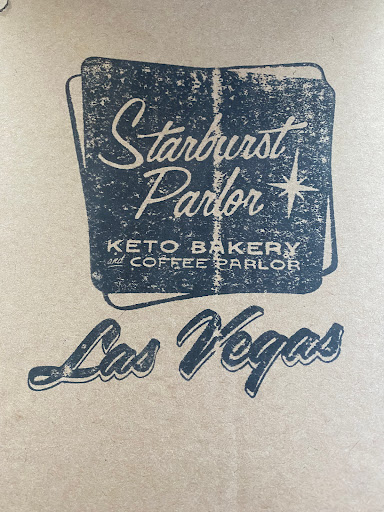 Starburst
Parlor
KETO BAKERY
and COFFEE PARLOR
Las Vegas